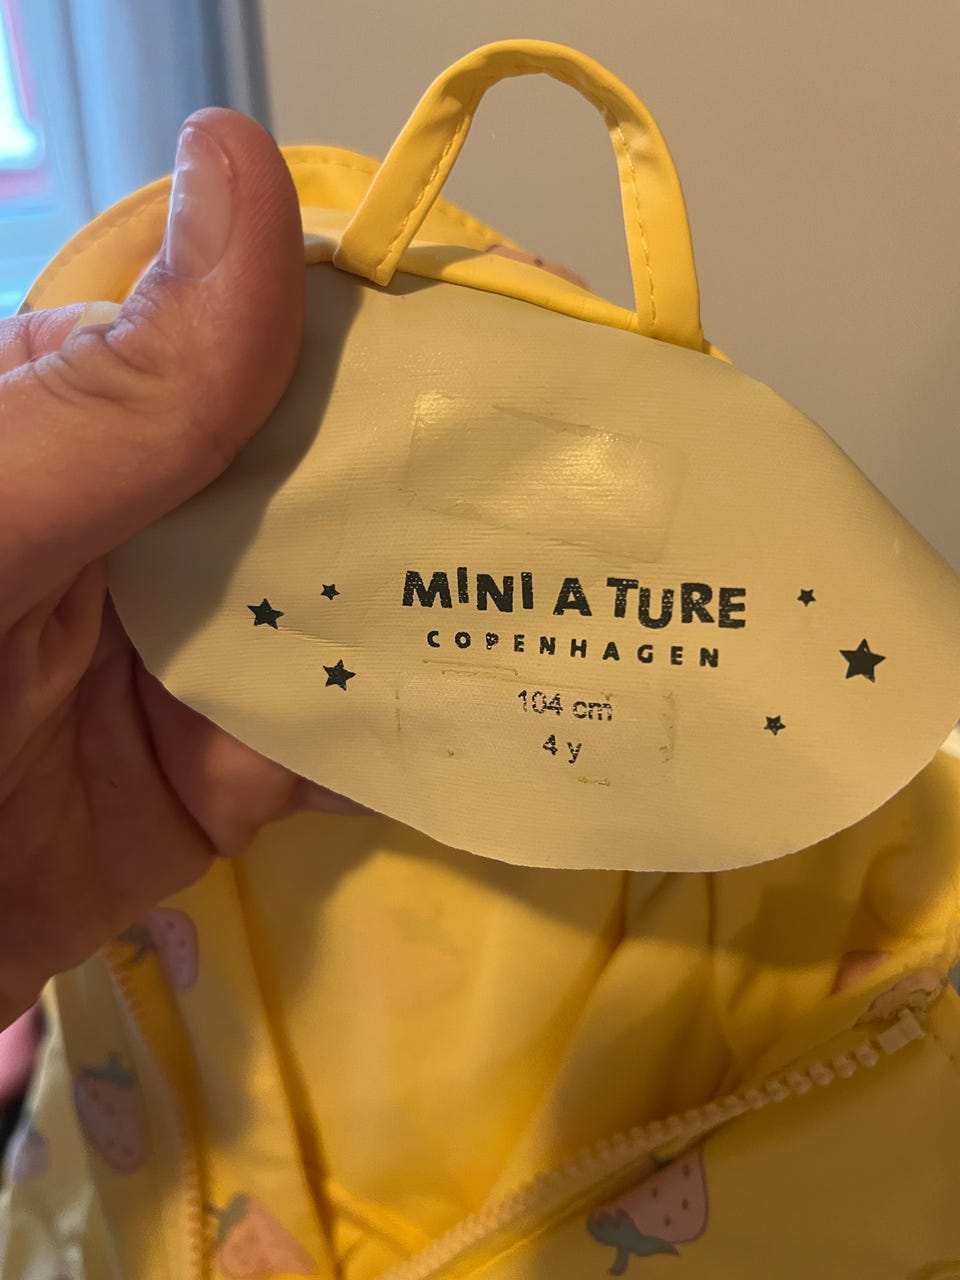 MINI A TURE
COPENHAGEN
104 cm
4 y